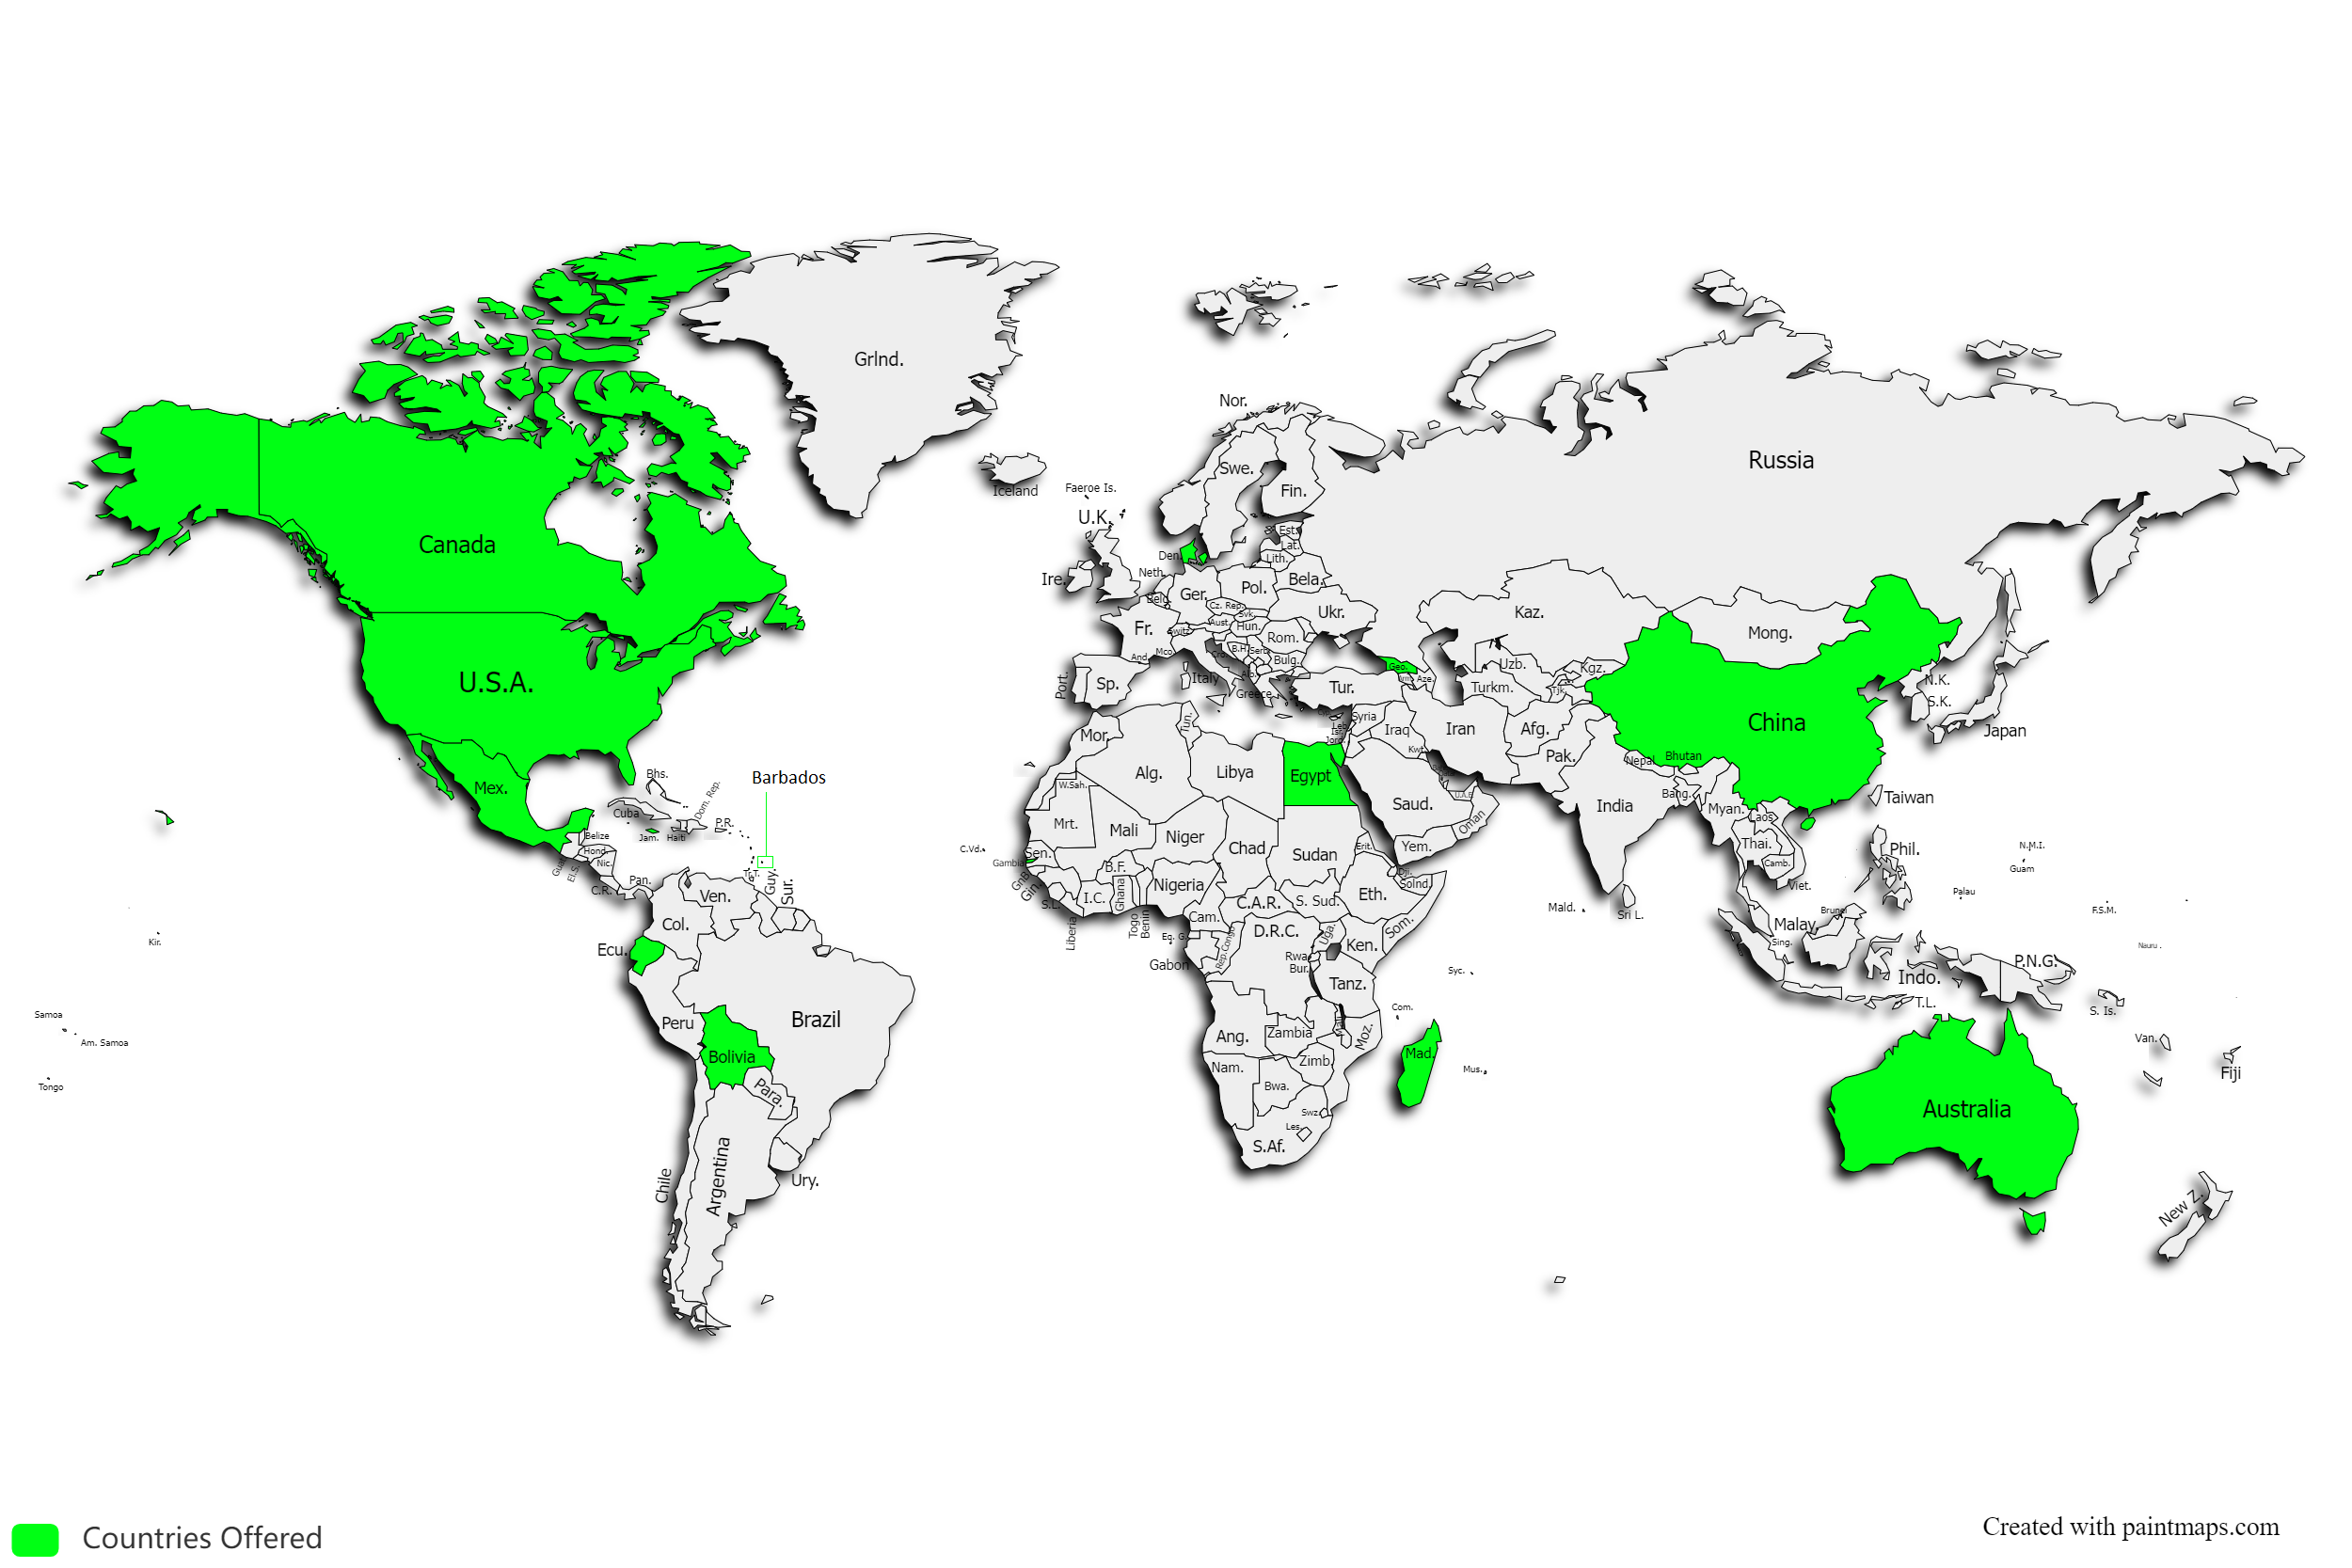 Grlnd.
Nor.
Russia
Swe.
Fin.
Iceland
Faeroe Is.
U.K.
Est.
Lat.
Lith.
Canada
Den.
Ire.
Neth.
Bela.
Pol.
Ger.
Belg.
Cz. Rep.
Svk.
Kaz.
Ukr.
Aust.
Hun.
Fr.
Switz.
Rom.
Mong.
B.H.
Serb.
Cro.
And.
Mco.
Bulg.
Geo.
Uzb.
Kgz.
Alb.
Italy
Port.
Sp.
Greece
Tur.
Arm.
Aze.
Turkm.
Tjk.
N.K.
U.S.A.
S.K.
Japan
China
Syria
Tun.
Leb.
Isr.
Jord.
Iraq
Iran
Afg.
Mor.
Kwt.
Pak.
Nepal
Bhutan
Alg.
Libya
Egypt
Barbados
Bhs.
Mex.
W.Sah.
Dom. Rep.
Cuba
Saud.
U.A.E.
Oman
India
Bang.
Myan.
Laos
Taiwan
P.R.
Belize
Jam.
Haiti
Mrt.
Mali
Niger
Chad
Sudan
Erit.
Yem.
Thai.
Phil.
N.M.I.
Hond.
Nic.
Guat.
El.S.
C.Vd.
Sen.
Gambia
B.F.
Dji.
Camb.
Guam
Tr.T.
Guy.
Sur.
Pan.
C.R.
Ven.
GnB.
Gin.
S.L.
Liberia
I.C.
Ghana
Togo
Benin
Nigeria
Cam.
C.A.R.
S. Sud.
Eth.
Solnd.
Som.
Viet.
Palau
Mald.
Sri L.
F.S.M.
Col.
Brunei
Malay.
Sing.
Kir.
Ecu.
Eq. G.
Gabon
Rep.Congo
D.R.C.
Uga.
Ken.
Rwa.
Bur.
Nauru .
P.N.G.
Indo.
T.L.
Syc.
Tanz.
Samoa
Am. Samoa
Tongo
Peru
Brazil
Bolivia
Ang.
Zambia
Mali.
Moz.
Com.
Mad.
S. Is.
Van.
Fiji
Nam.
Zimb.
Bwa.
Mus.
Para.
Swz.
Les.
S.Af.
Australia
Chile
Argentina
Ury.
New Z.
Countries Offered
Created with paintmaps.com